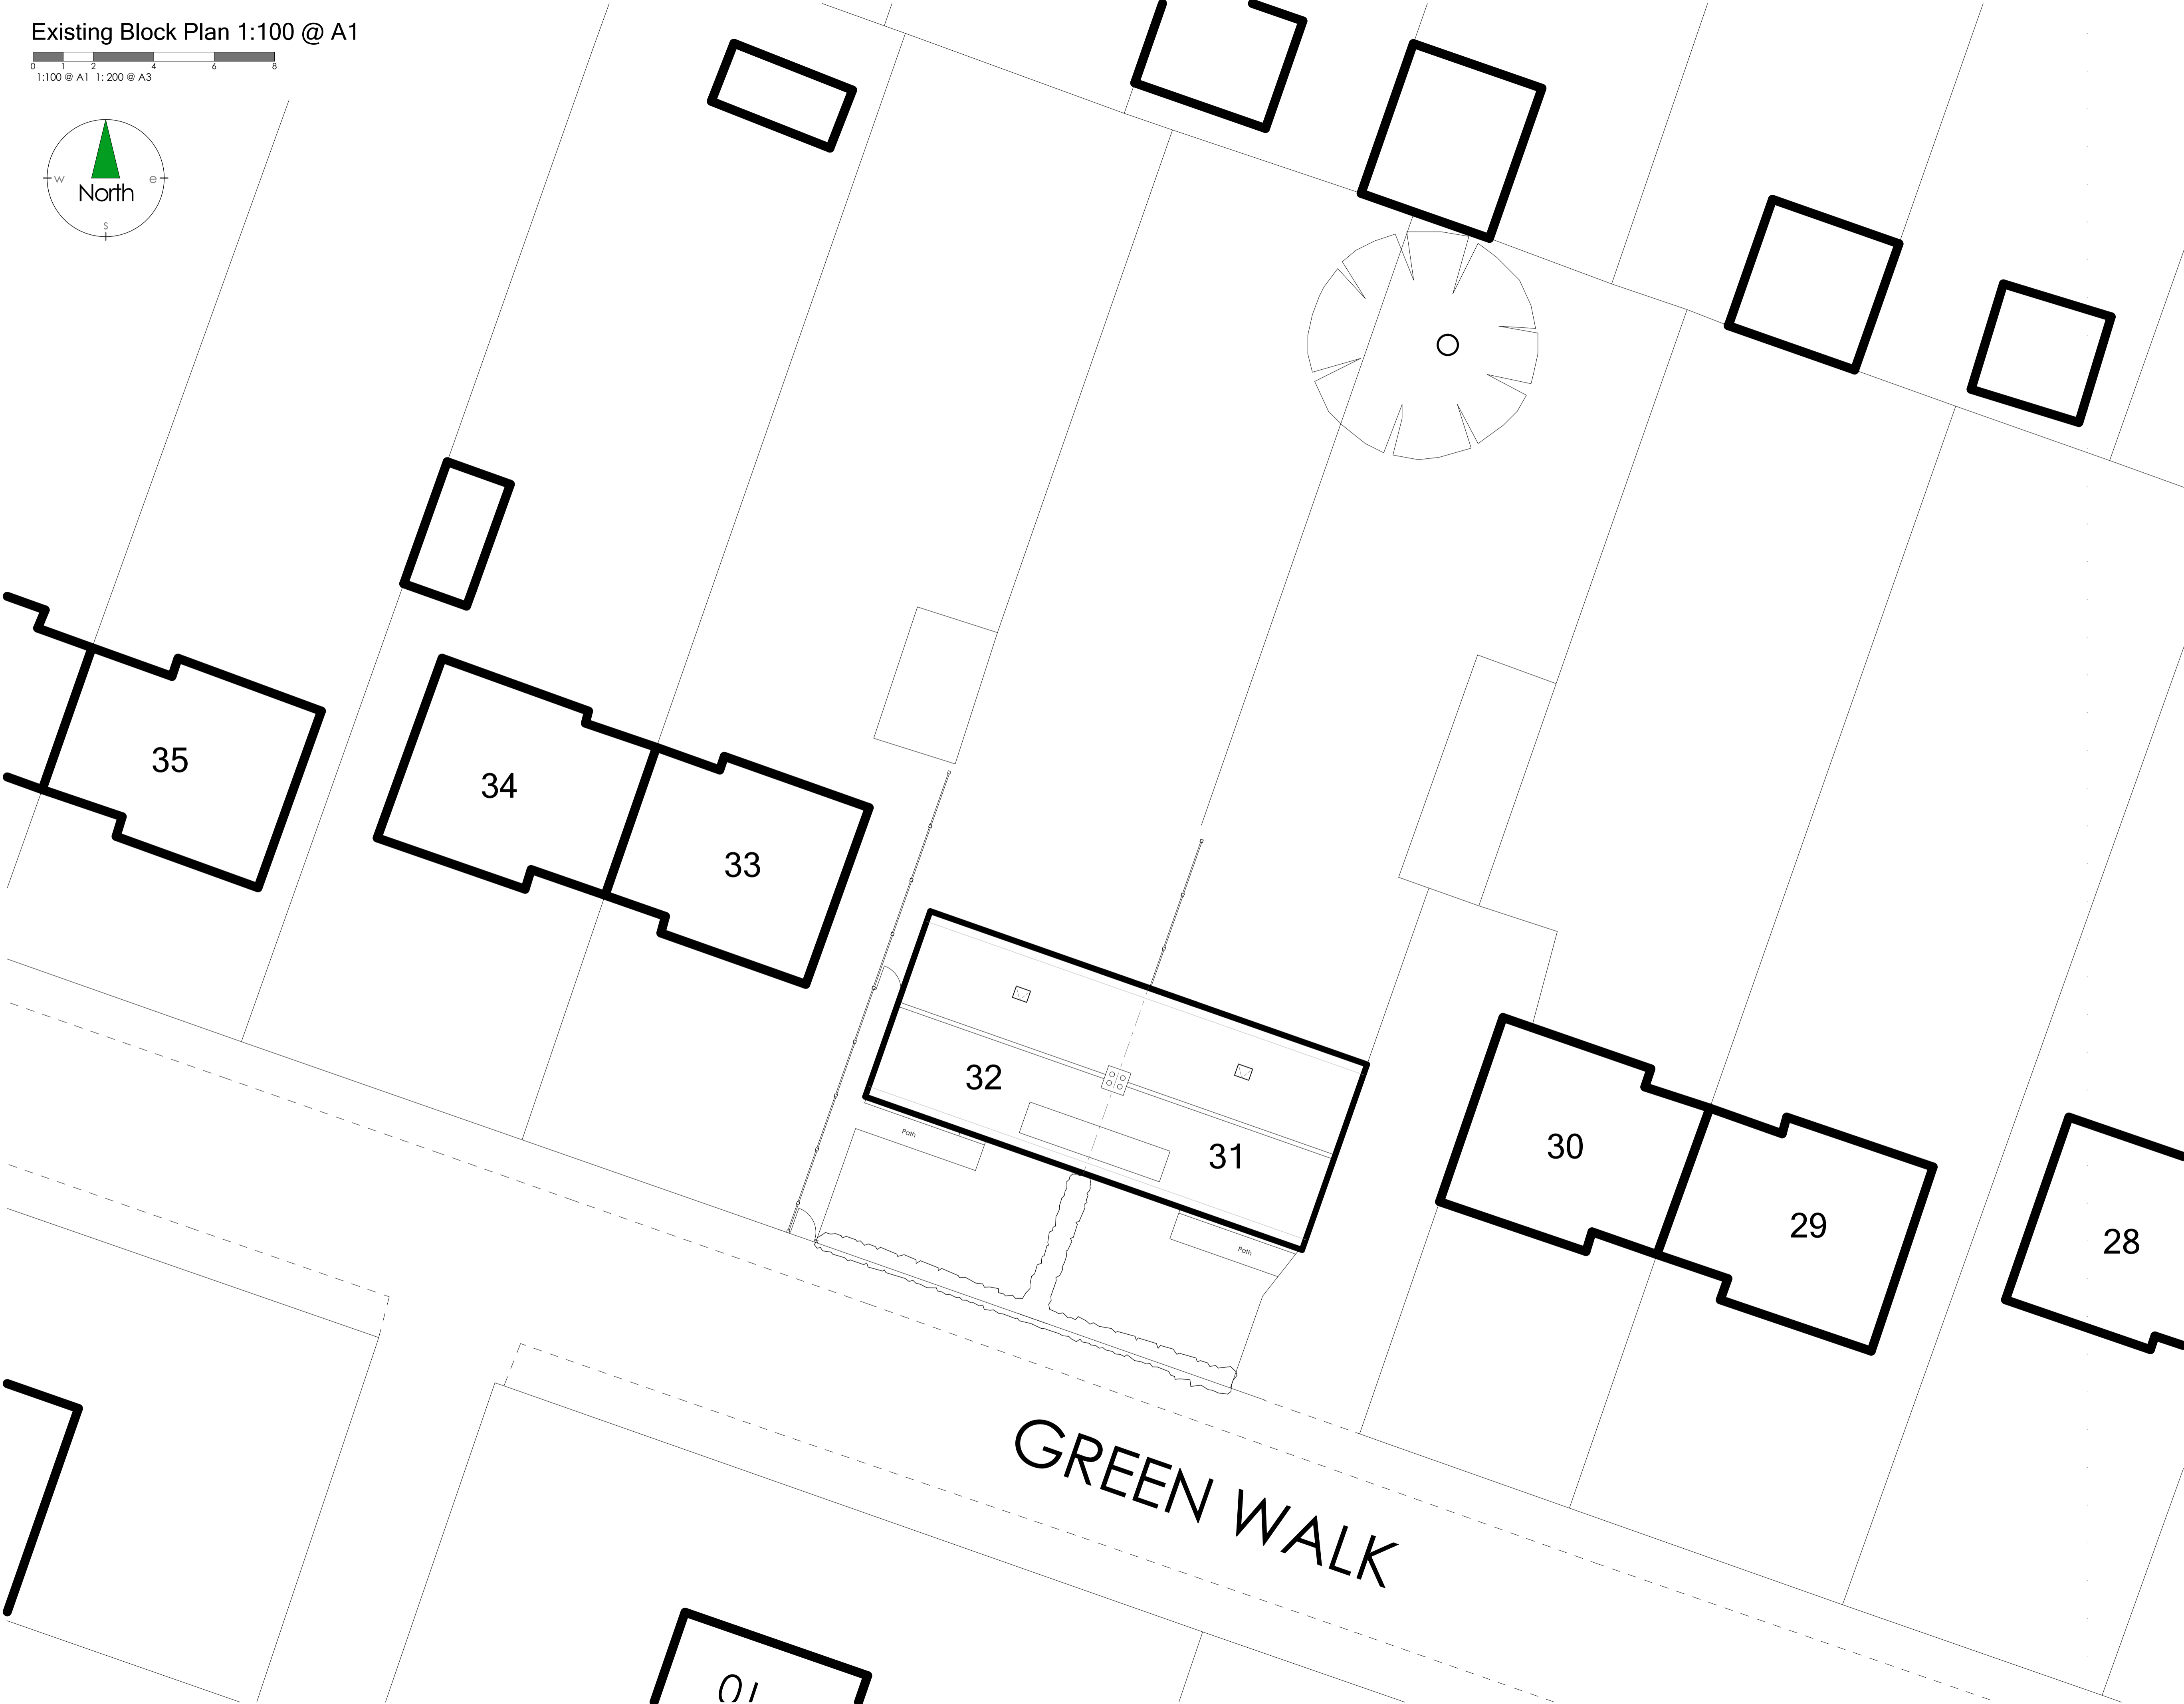 Existing Block Plan 1:100 @ A1
0 1 2 4 6 8
1:100 @ A1 1: 200 @ A3
w e
North
s
35
34
33
32
31
30
29
28
Path
Path
GREEN WALK